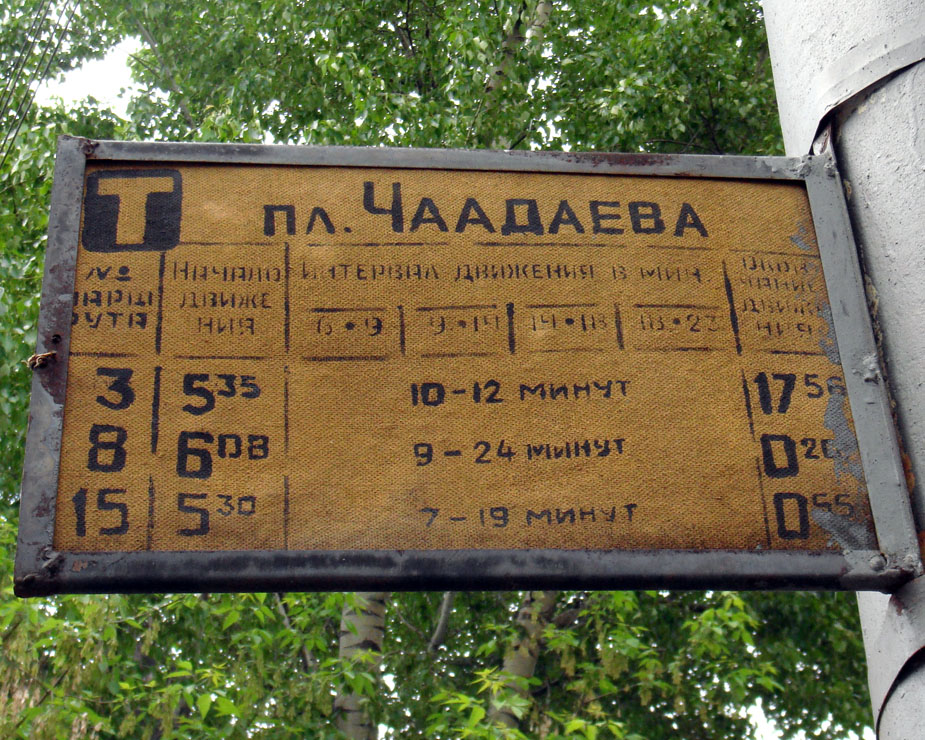 Т пл. Чаадаева
№ маршрута Начало движения Интервал движения в мин Окончание движения
6•9 9•14 14•18 18•23
3 5 35 10-12 минут 17 56
8 6 08 9-24 минут 0 20
15 5 30 7-19 минут 0 55